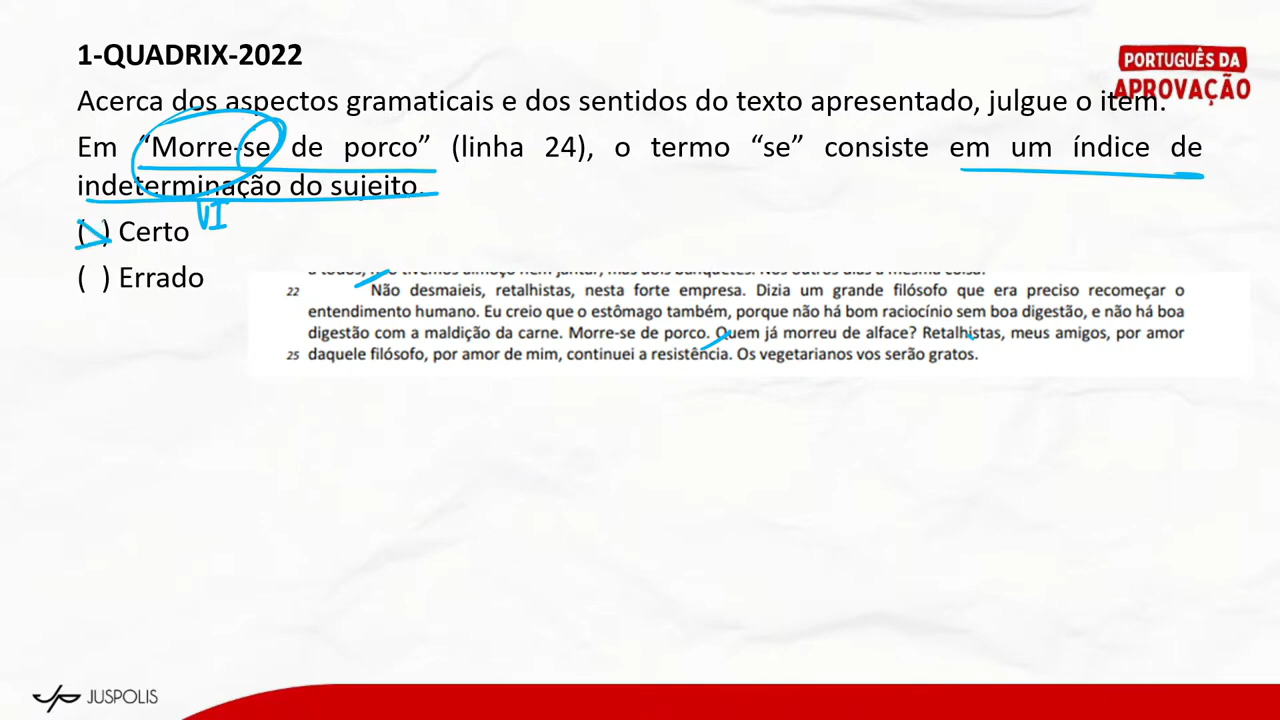 1-QUADRIX-2022
PORTUGUÊS DA
APROVAÇÃO
Acerca dos aspectos gramaticais e dos sentidos do texto apresentado, julgue o item.
Em “Morre-se de porco” (linha 24), o termo “se” consiste em um índice de
indeterminação do sujeito.
VI
( ) Certo
( ) Errado
22 Não desmaieis, retalhistas, nesta forte empresa. Dizia um grande filósofo que era preciso recomeçar o
entendimento humano. Eu creio que o estômago também, porque não há bom raciocínio sem boa digestão, e não há boa
digestão com a maldição da carne. Morre-se de porco. Quem já morreu de alface? Retalhistas, meus amigos, por amor
25 daquele filósofo, por amor de mim, continuei a resistência. Os vegetarianos vos serão gratos.
JUSPOLIS